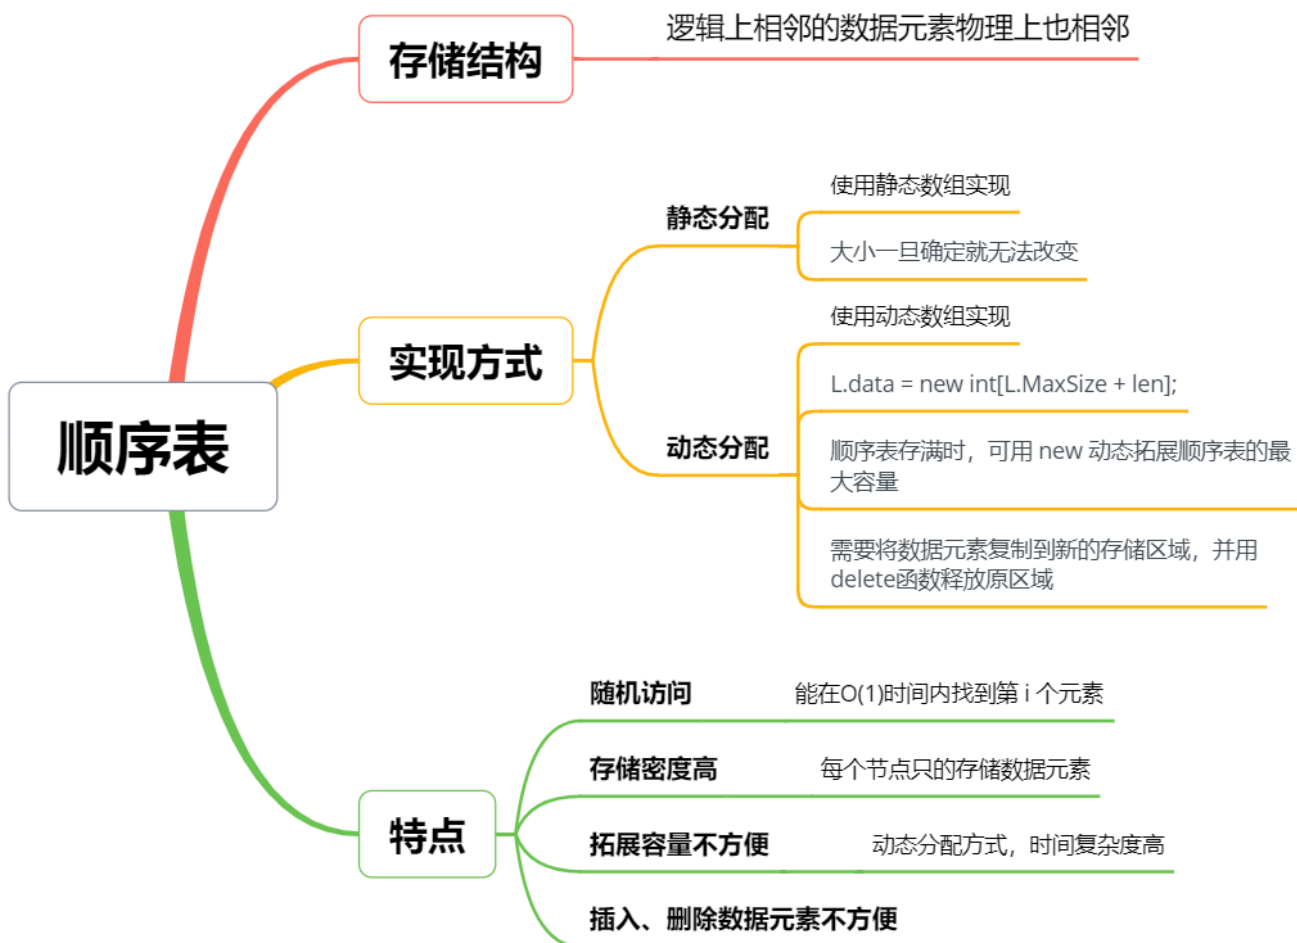 顺序表
存储结构
逻辑上相邻的数据元素物理上也相邻
实现方式
静态分配
使用静态数组实现
大小一旦确定就无法改变
动态分配
使用动态数组实现
L.data = new int[L.MaxSize + len];
顺序表存满时，可用 new 动态拓展顺序表的最
大容量
需要将数据元素复制到新的存储区域，并用
delete函数释放原区域
特点
随机访问
能在O(1)时间内找到第 i 个元素
存储密度高
每个节点只的存储数据元素
拓展容量不方便
动态分配方式，时间复杂度高
插入、删除数据元素不方便